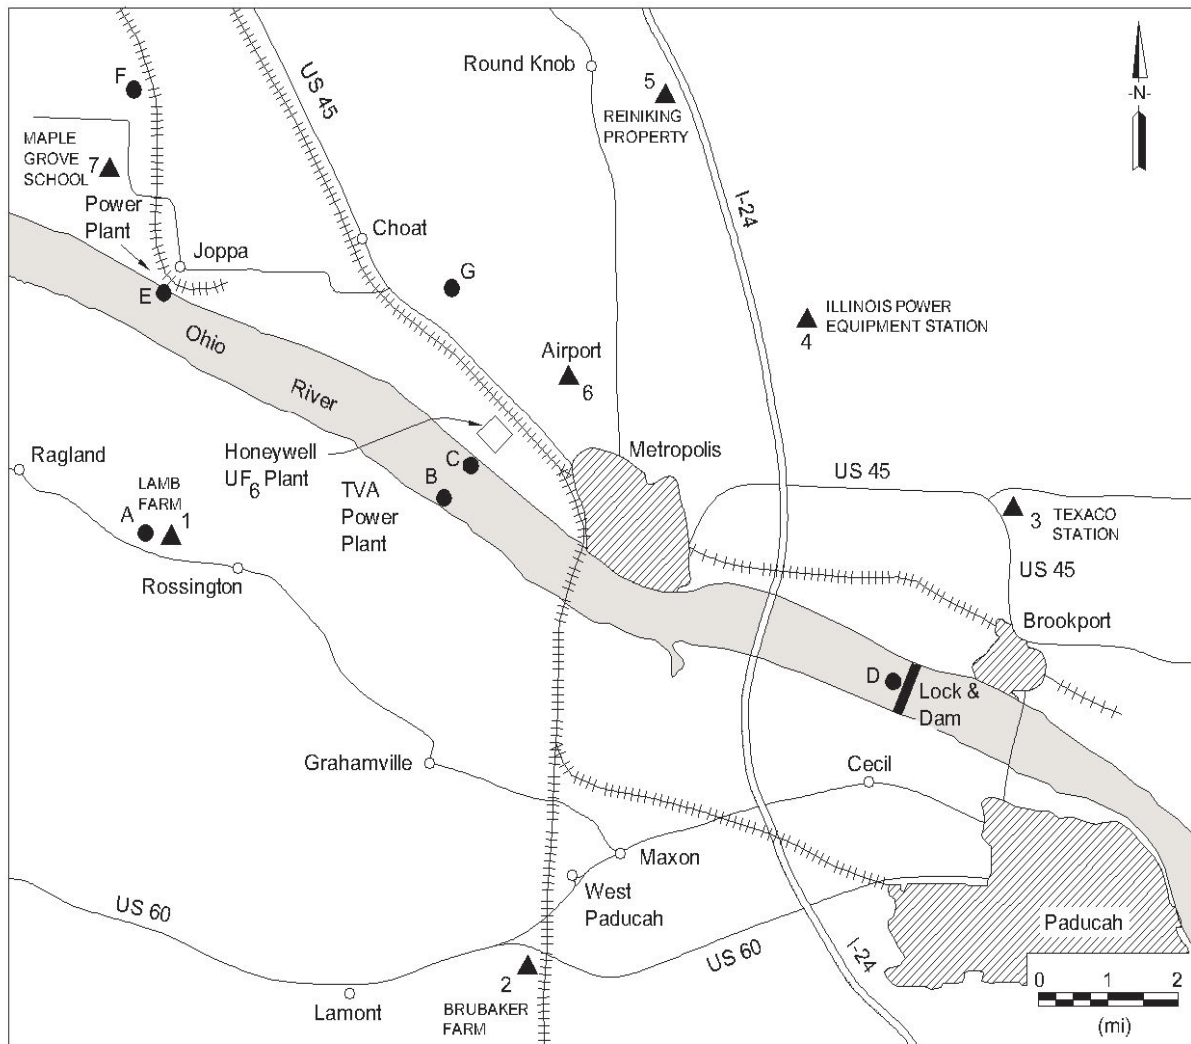 F
US 45
Round Knob
5
REINIKING
PROPERTY
-N-
MAPLE
GROVE
SCHOOL
7
Power
Plant
Joppa
Choat
I-24
G
E
Ohio
River
Airport
6
ILLINOIS POWER
EQUIPMENT STATION
4
Ragland
LAMB
FARM
A
1
Honeywell
UF6 Plant
C
B
TVA
Power
Plant
Metropolis
US 45
3
TEXACO
STATION
US 45
Rossington
Brookport
D
Lock &
Dam
Grahamville
Cecil
Maxon
West
Paducah
US 60
US 60
I-24
Paducah
2
BRUBAKER
FARM
Lamont
0 1 2
(mi)